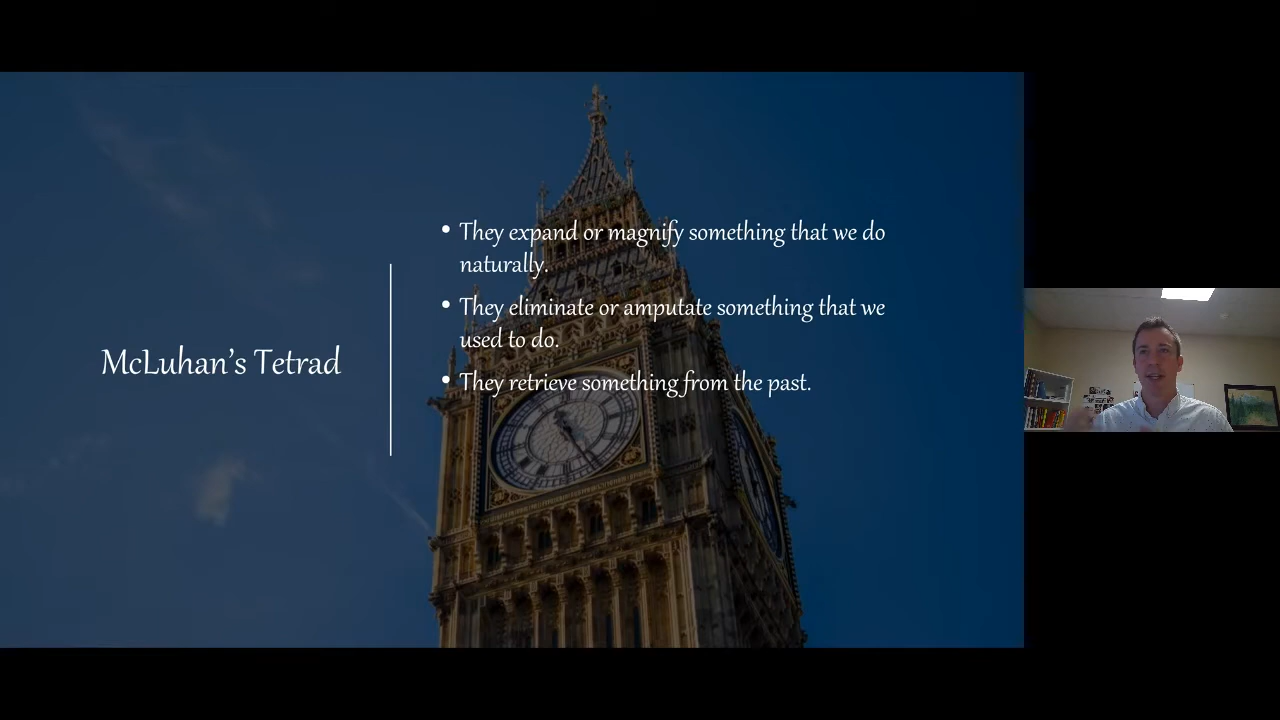 McLuhan's Tetrad
• They expand or magnify something that we do
naturally.
• They eliminate or amputate something that we
used to do.
• They retrieve something from the past.